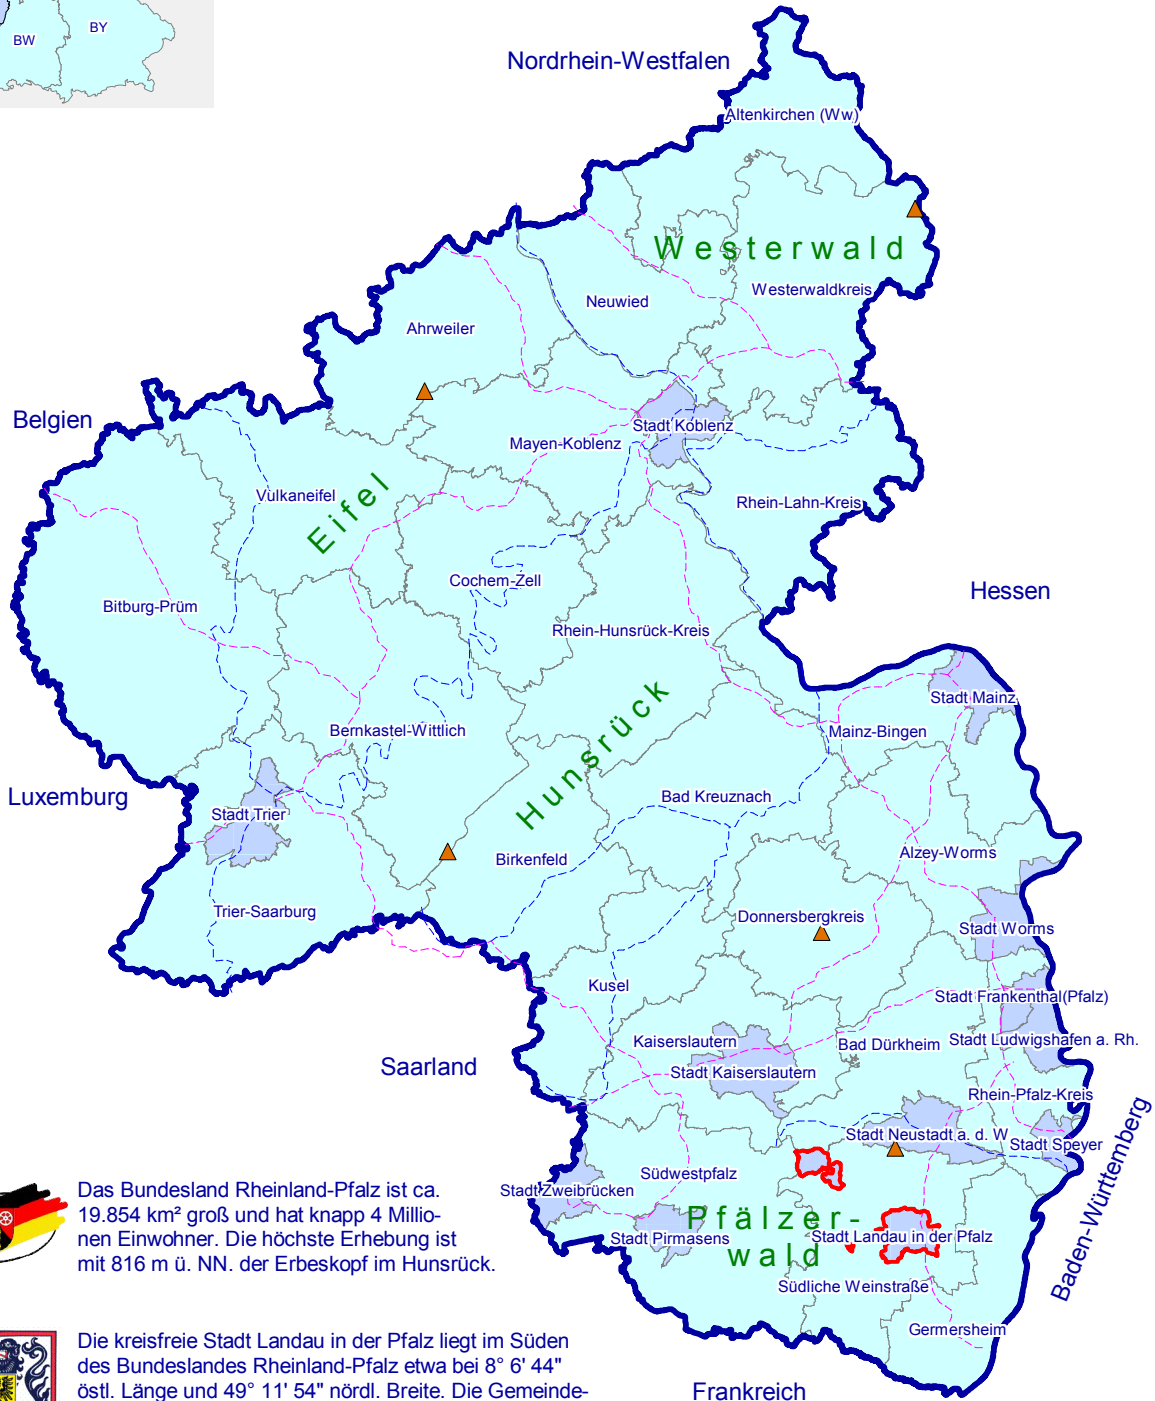 BW
BY
Nordrhein-Westfalen
Altenkirchen (Ww)
Westerwald
Westerwaldkreis
Neuwied
Ahrweiler
Belgien
Stadt Koblenz
Mayen-Koblenz
Vulkaneifel
Eifel
Rhein-Lahn-Kreis
Cochem-Zell
Hessen
Bitburg-Prüm
Rhein-Hunsrück-Kreis
Stadt Mainz
Hunsrück
Bernkastel-Wittlich
Mainz-Bingen
Luxemburg
Bad Kreuznach
Stadt Trier
Alzey-Worms
Birkenfeld
Trier-Saarburg
Donnersbergkreis
Stadt Worms
Kusel
Stadt Frankenthal(Pfalz)
Kaiserslautern
Bad Dürkheim
Stadt Ludwigshafen a. Rh.
Saarland
Stadt Kaiserslautern
Rhein-Pfalz-Kreis
Stadt Neustadt a. d. W
Stadt Speyer
Baden-Württemberg
Südwestpfalz
Stadt Zweibrücken
Pfälzer-
wald
Stadt Pirmasens
Stadt Landau in der Pfalz
Südliche Weinstraße
Germersheim
Frankreich
Das Bundesland Rheinland-Pfalz ist ca.
19.854 km² groß und hat knapp 4 Millio-
nen Einwohner. Die höchste Erhebung ist
mit 816 m ü. NN. der Erbeskopf im Hunsrück.
Die kreisfreie Stadt Landau in der Pfalz liegt im Süden
des Bundeslandes Rheinland-Pfalz etwa bei 8° 6' 44"
östl. Länge und 49° 11' 54" nördl. Breite. Die Gemeinde-